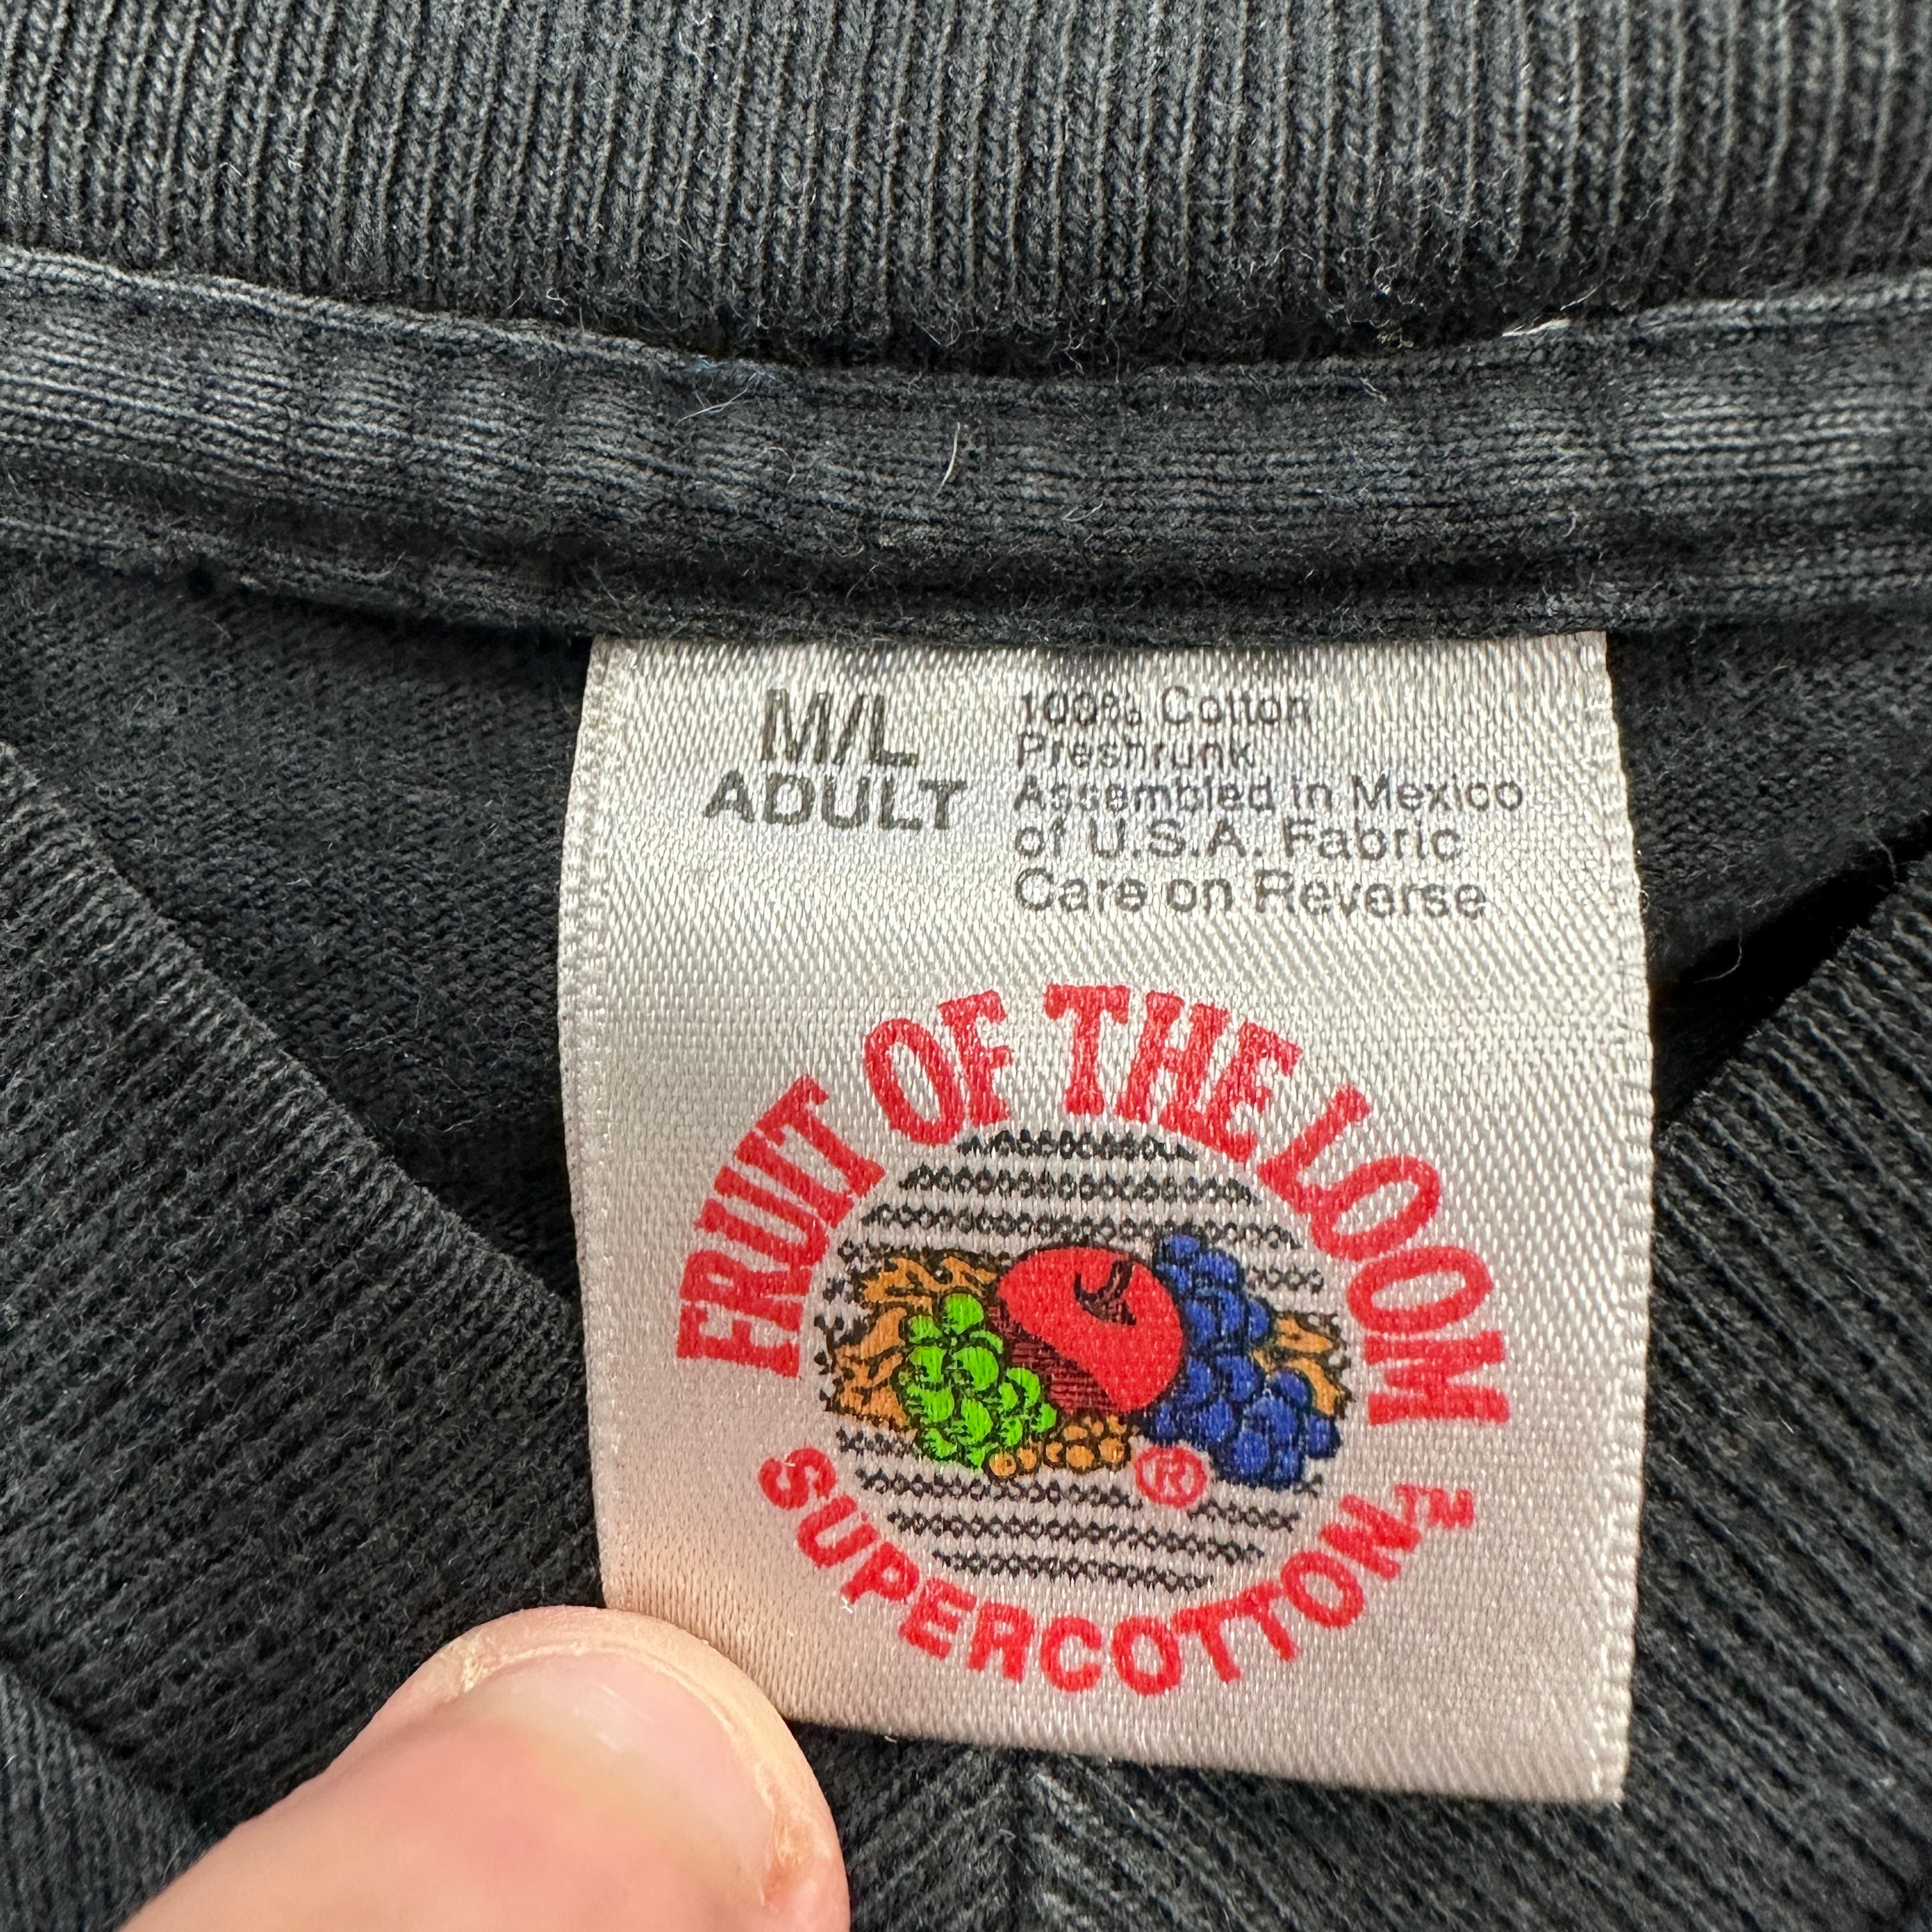 M/L
ADULT
100% Cotton
Preshrunk
Assembled in Mexico
of U.S.A. Fabric
Care on Reverse
FRUIT OF THE LOOM
®
SUPERCOTTON™